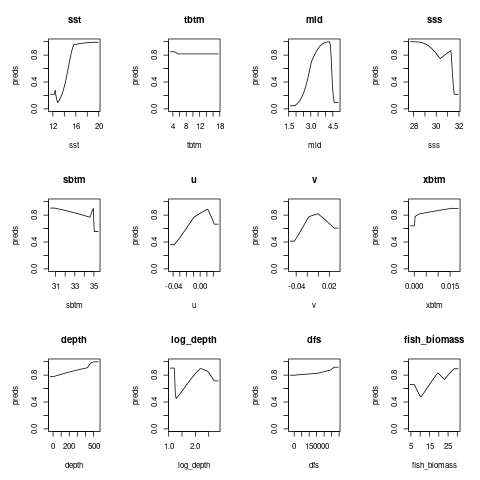 sst tbtm mld sss
preds 0.0 0.4 0.8 preds 0.0 0.4 0.8 preds 0.0 0.4 0.8 preds 0.0 0.4 0.8
12 14 16 18 20 4 6 8 12 16 18 1.5 3.0 4.5 28 30 31 32
sst tbtm mld sss
sbtm u v xbtm
preds 0.0 0.4 0.8 preds 0.0 0.4 0.8 preds 0.0 0.4 0.8 preds 0.0 0.4 0.8
31 33 34 35 -0.04 0.00 -0.04 0.02 0.000 0.015
sbtm u v xbtm
depth log_depth dfs fish_biomass
preds 0.0 0.4 0.8 preds 0.0 0.4 0.8 preds 0.0 0.4 0.8 preds 0.0 0.4 0.8
0 200 500 1.0 2.0 0 150000 5 10 15 25
depth log_depth dfs fish_biomass